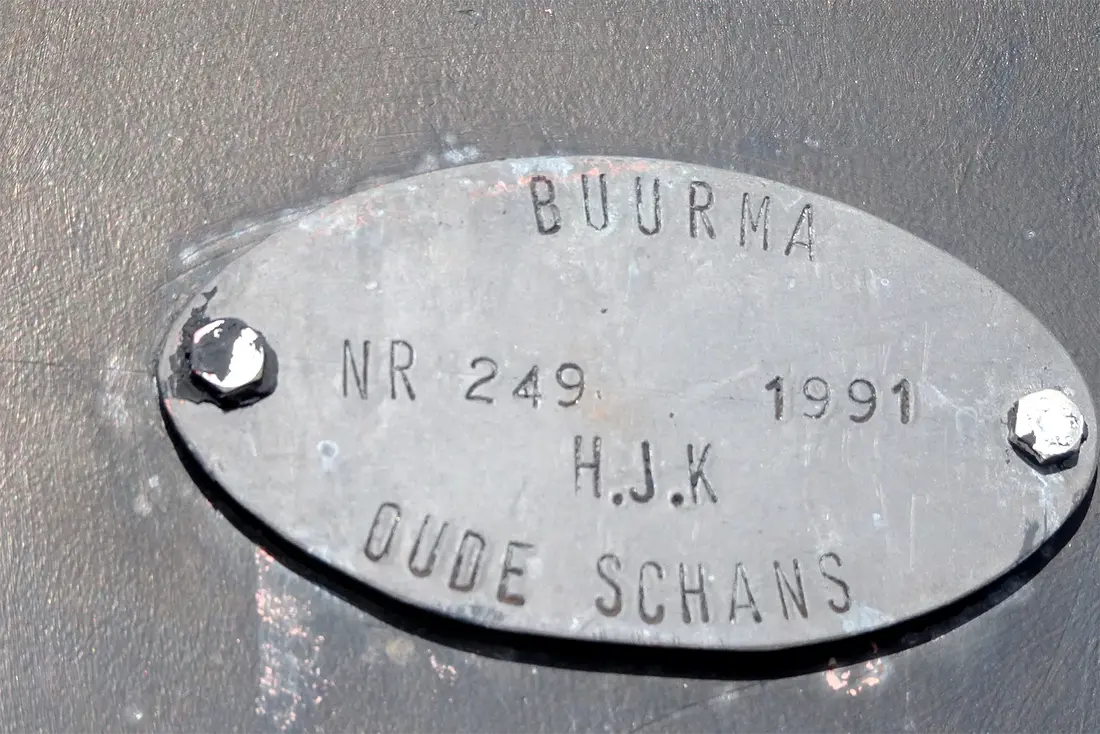 BUURMA
NR 249. 1991
H.J.K
OUDE SCHANS